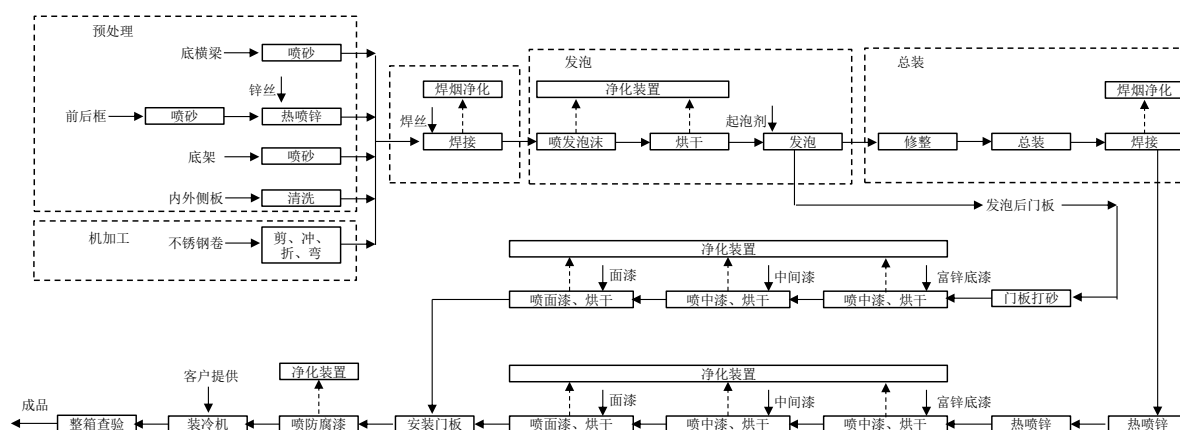 预处理
底横梁
喷砂
锌丝
前后框
喷砂
热喷锌
底架
喷砂
内外侧板
清洗
机加工
不锈钢卷
剪、冲、
折、弯
焊烟净化
焊丝
焊接
发泡
净化装置
起泡剂
喷发泡沫
烘干
发泡
总装
焊烟净化
修整
总装
焊接
发泡后门板
净化装置
面漆
中间漆
富锌底漆
喷面漆、烘干
喷中漆、烘干
喷中漆、烘干
门板打砂
净化装置
客户提供
净化装置
面漆
中间漆
富锌底漆
成品
整箱查验
装冷机
喷防腐漆
安装门板
喷面漆、烘干
喷中漆、烘干
喷中漆、烘干
热喷锌
热喷锌